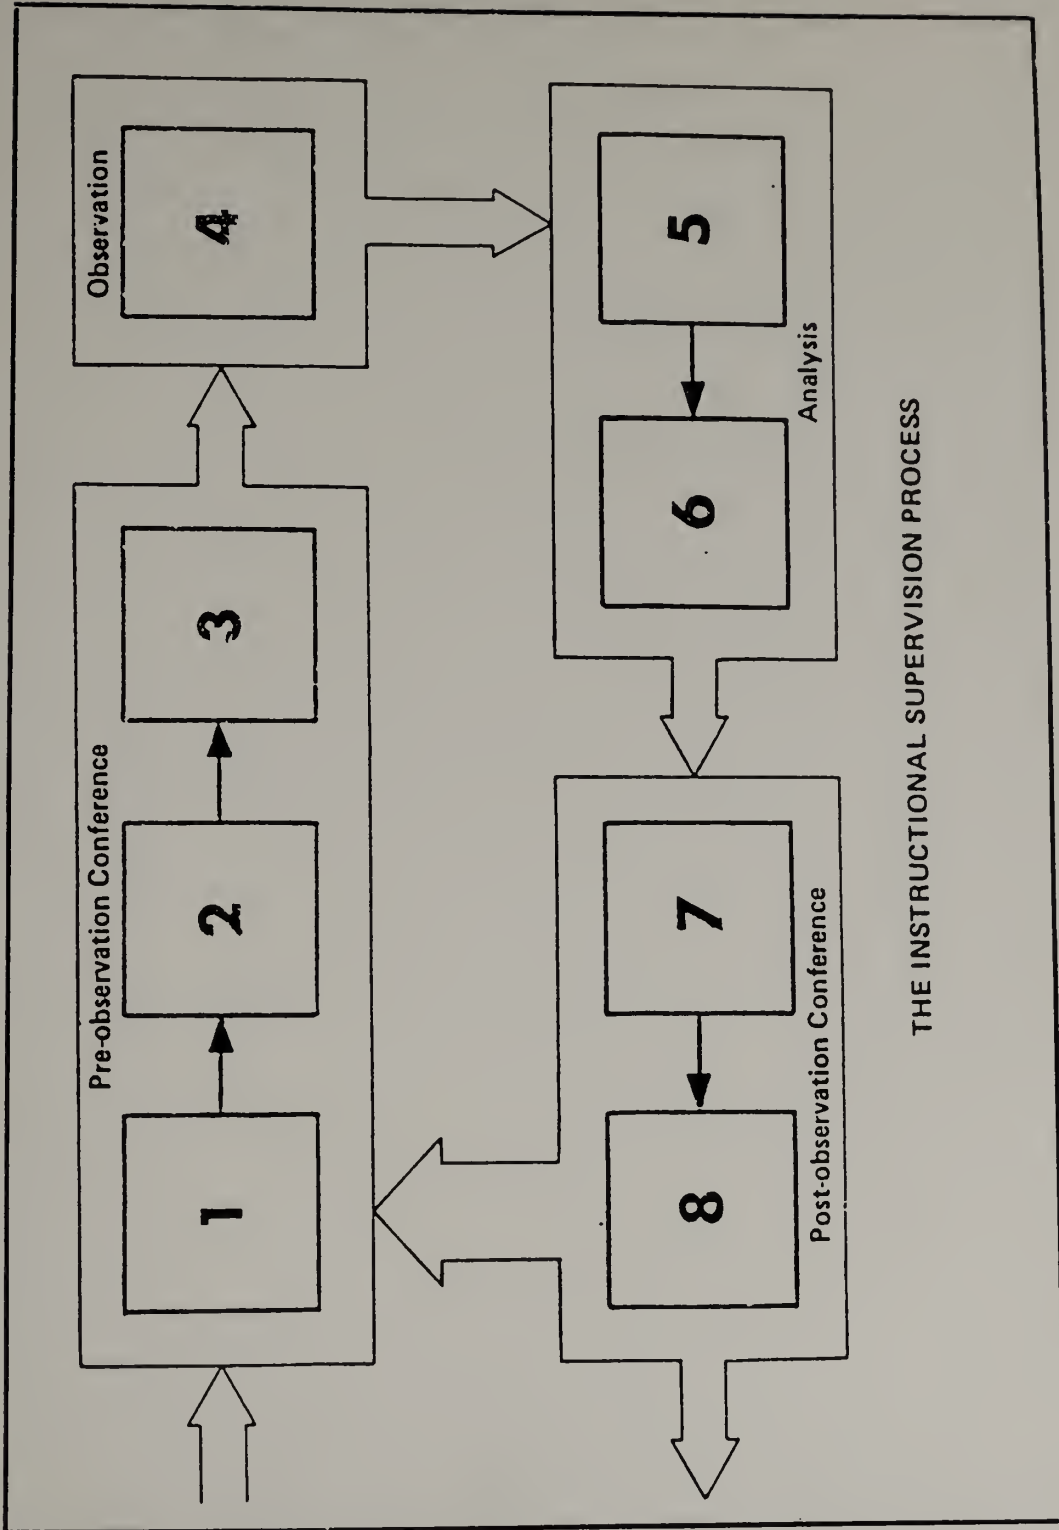 Pre-observation Conference
1
2
3
Observation
4
5
6
Analysis
7
8
Post-observation Conference
THE INSTRUCTIONAL SUPERVISION PROCESS